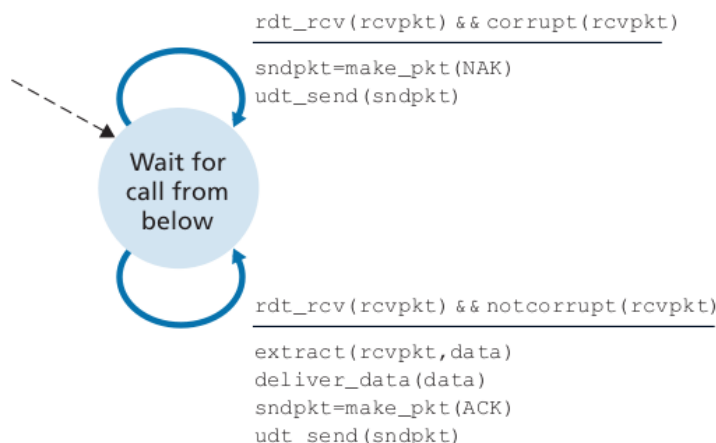 rdt_rcv(rcvpkt) && corrupt(rcvpkt)
sndpkt=make_pkt(NAK)
udt_send(sndpkt)
Wait for
call from
below
rdt_rcv(rcvpkt) && notcorrupt(rcvpkt)
extract(rcvpkt,data)
deliver_data(data)
sndpkt=make_pkt(ACK)
udt_send(sndpkt)